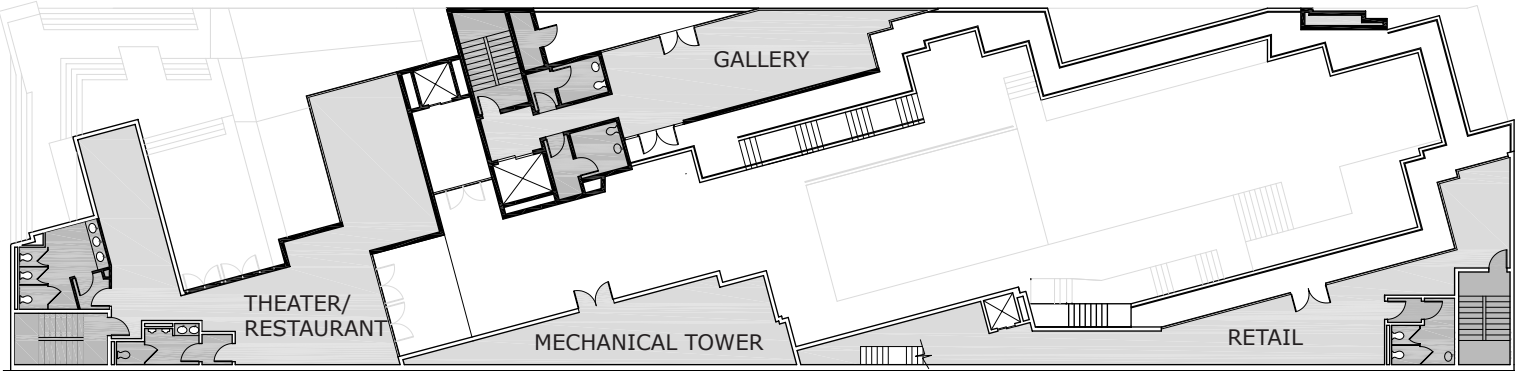 GALLERY
THEATER/
RESTAURANT
MECHANICAL TOWER
RETAIL